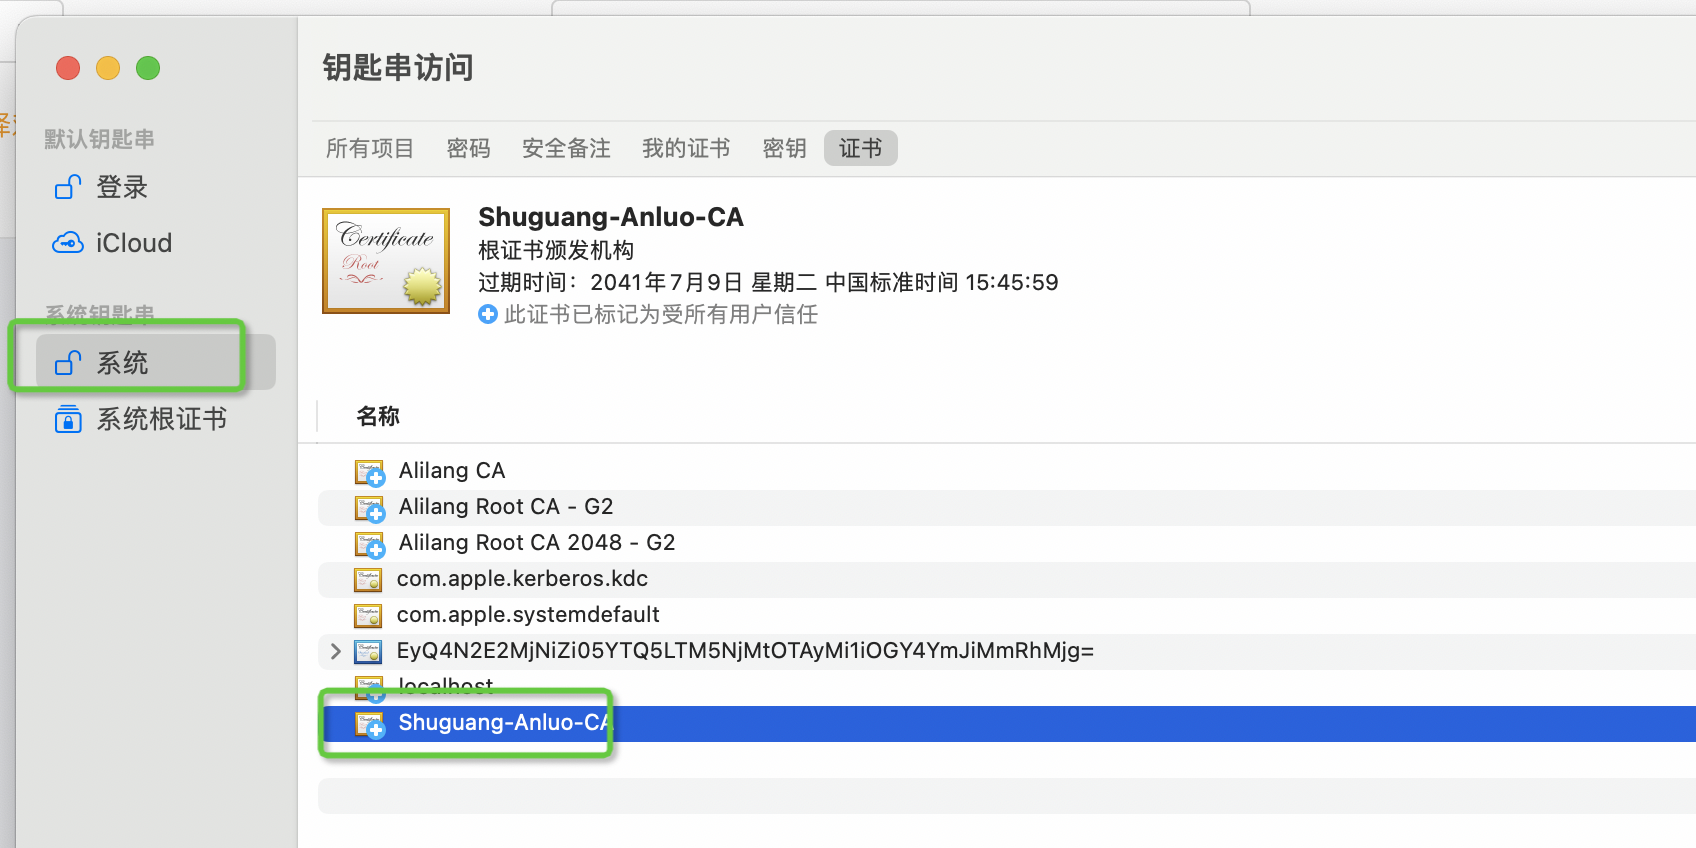 钥匙串访问
默认钥匙串
登录
iCloud
系统钥匙串
系统
系统根证书
所有项目 密码 安全备注 我的证书 密钥 证书
Certificate
Root
Shuguang-Anluo-CA
根证书颁发机构
过期时间：2041年7月9日 星期二 中国标准时间 15:45:59
此证书已标记为受所有用户信任
名称
Alilang CA
Alilang Root CA - G2
Alilang Root CA 2048 - G2
com.apple.kerberos.kdc
com.apple.systemdefault
EyQ4N2E2MjNiZi05YTQ5LTM5NjMtOTAyMi1iOGY4YmJiMmRhMjg=
localhost
Shuguang-Anluo-CA